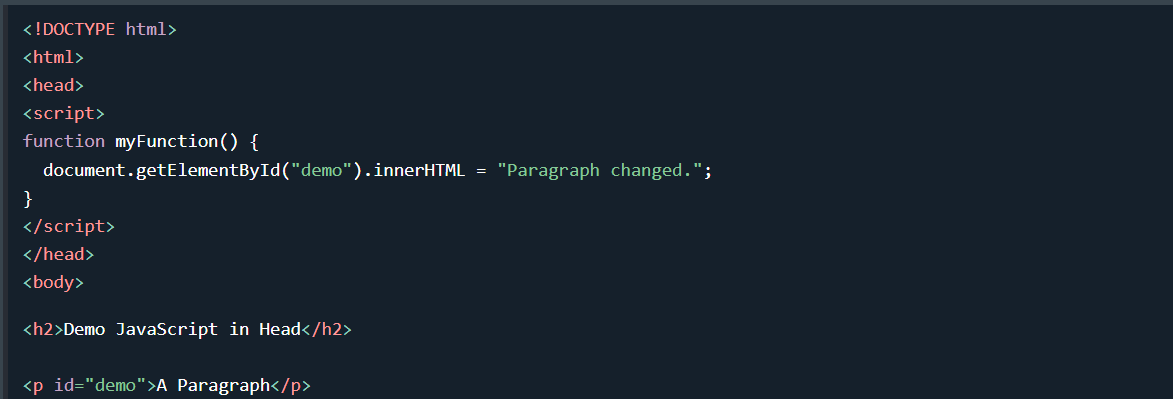 <!DOCTYPE html>
<html>
<head>
<script>
function myFunction() {
  document.getElementById("demo").innerHTML = "Paragraph changed.";
}
</script>
</head>
<body>
<h2>Demo JavaScript in Head</h2>
<p id="demo">A Paragraph</p>